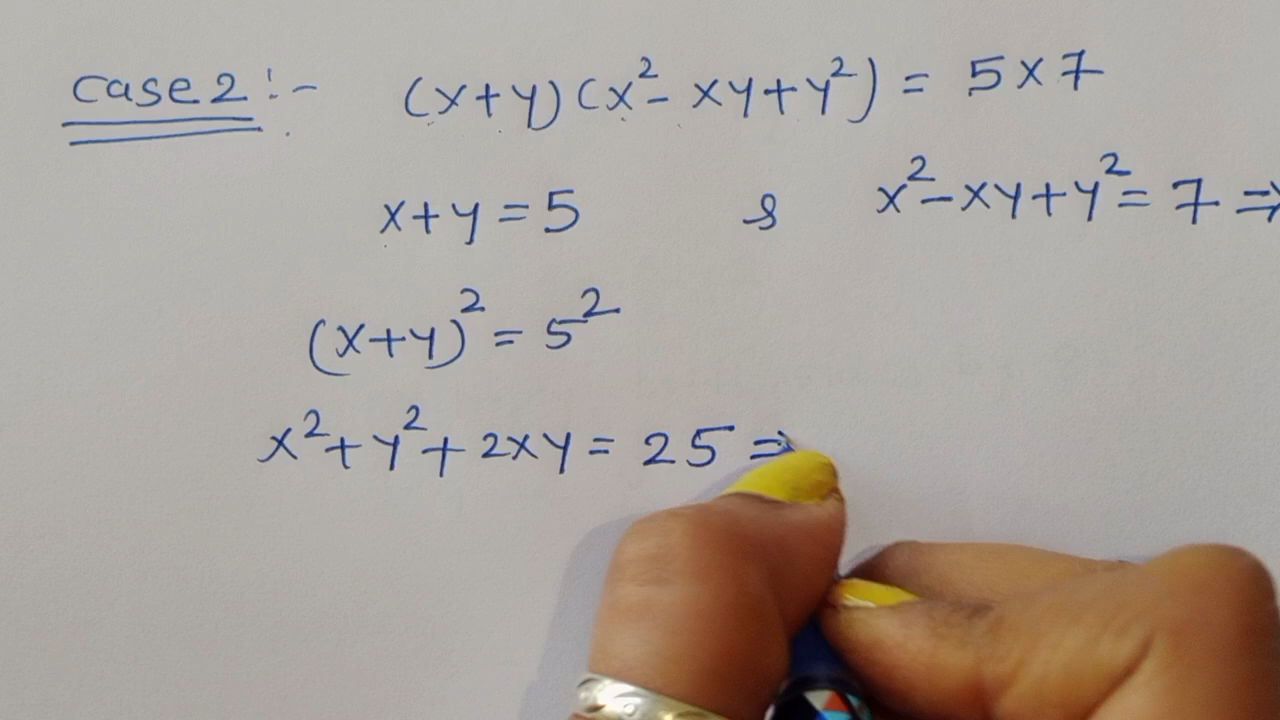 Case 2 :- (x+y)(x²-xy+y²) = 5×7
x+y=5 & x²-xy+y²=7 ⇒
(x+y)²=5²
x²+y²+2xy=25 ⇒